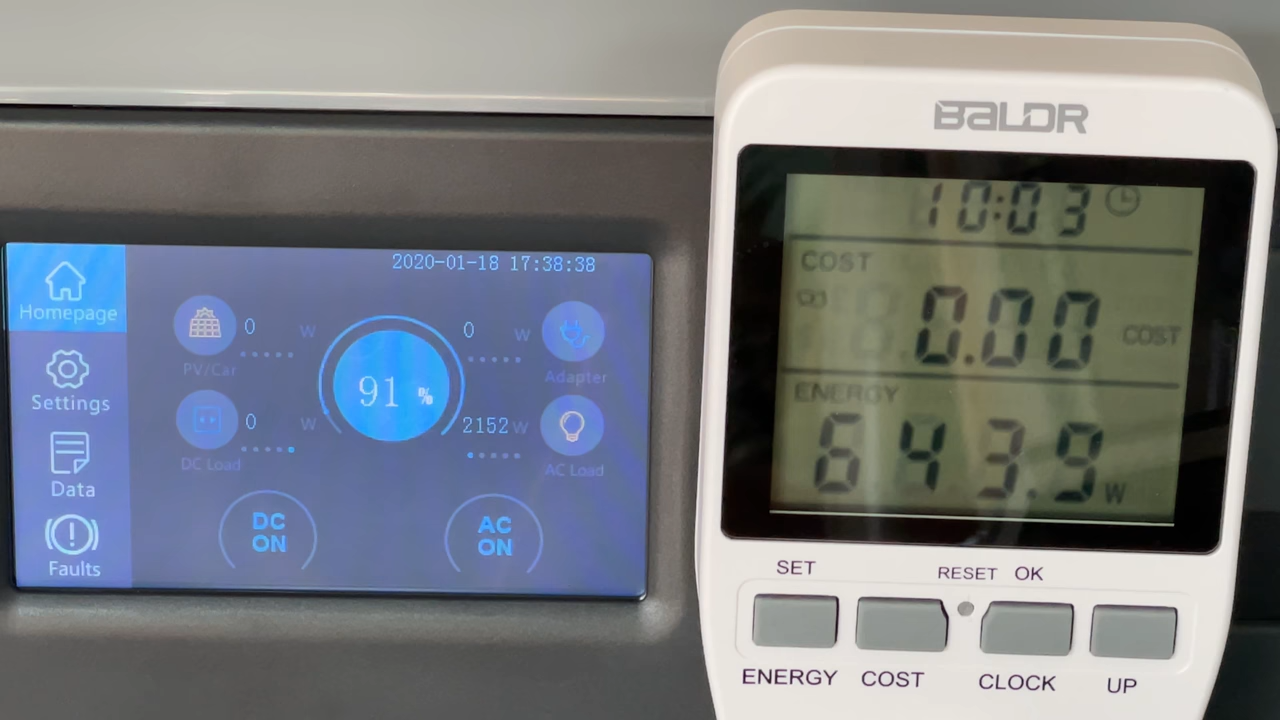 2020-01-18 17:38:38
Homepage
0 W
PV/Car
0 W
Adapter
91 %
Settings
0 W
DC Load
2152 W
AC Load
Data
DC
ON
AC
ON
Faults
BALDR
10:03
COST
0.00 COST
ENERGY
643.9 W
SET
RESET OK
ENERGY COST CLOCK UP